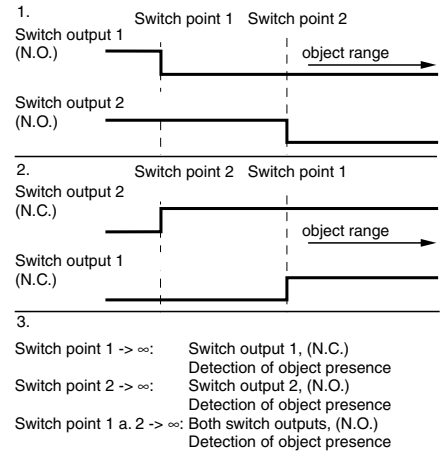 1.
Switch point 1 Switch point 2
Switch output 1
(N.O.)
object range
Switch output 2
(N.O.)
2.
Switch point 2 Switch point 1
Switch output 2
(N.C.)
object range
Switch output 1
(N.C.)
3.
Switch point 1 -> ∞: Switch output 1, (N.C.)
Detection of object presence
Switch point 2 -> ∞: Switch output 2, (N.O.)
Detection of object presence
Switch point 1 a. 2 -> ∞: Both switch outputs, (N.O.)
Detection of object presence